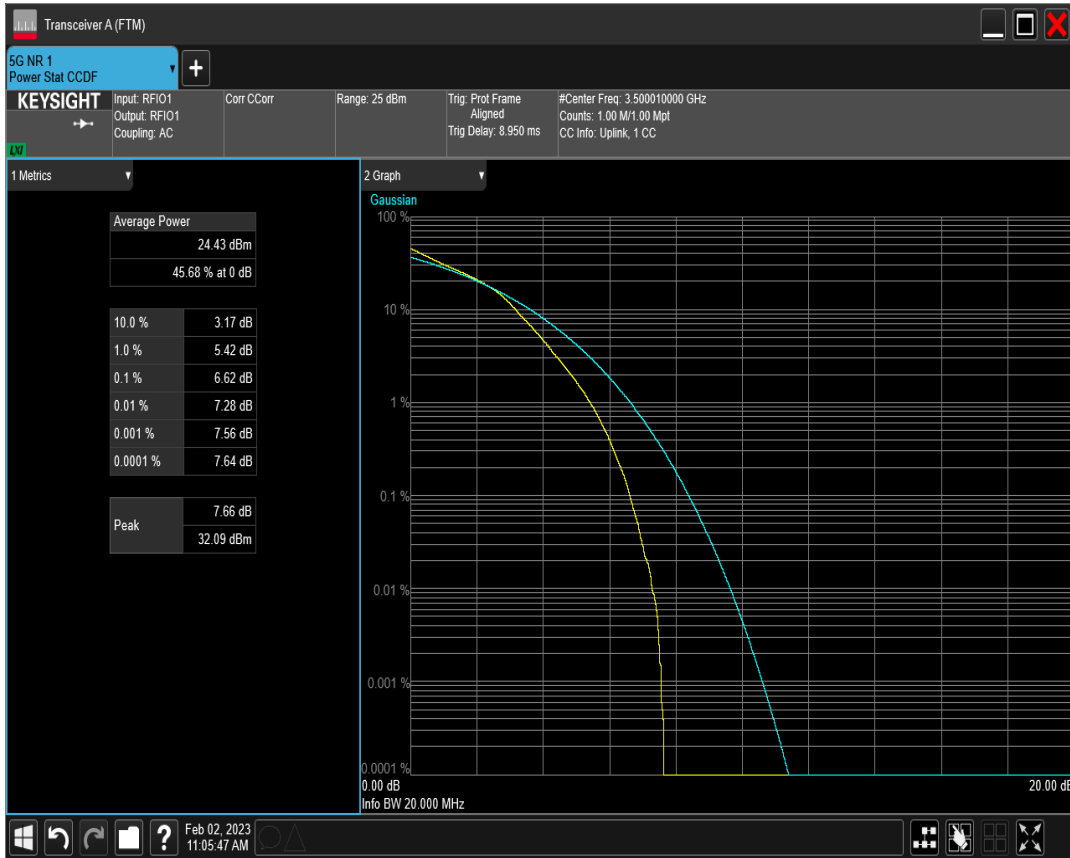 Transceiver A (FTM)
5G NR 1
Power Stat CCDF
+
KEYSIGHT
LXI
Input: RFIO1
Output: RFIO1
Coupling: AC
Corr CCorr
Range: 25 dBm
Trig: Prot Frame
Aligned
Trig Delay: 8.950 ms
#Center Freq: 3.500010000 GHz
Counts: 1.00 M/1.00 Mpt
CC Info: Uplink, 1 CC
1 Metrics
Average Power
24.43 dBm
45.68 % at 0 dB
10.0 % 3.17 dB
1.0 % 5.42 dB
0.1 % 6.62 dB
0.01 % 7.28 dB
0.001 % 7.56 dB
0.0001 % 7.64 dB
Peak 7.66 dB
32.09 dBm
2 Graph
Gaussian
100 %
10 %
1 %
0.1 %
0.01 %
0.001 %
0.0001 %
0.00 dB 20.00 dB
Info BW 20.000 MHz
?
Feb 02, 2023
11:05:47 AM